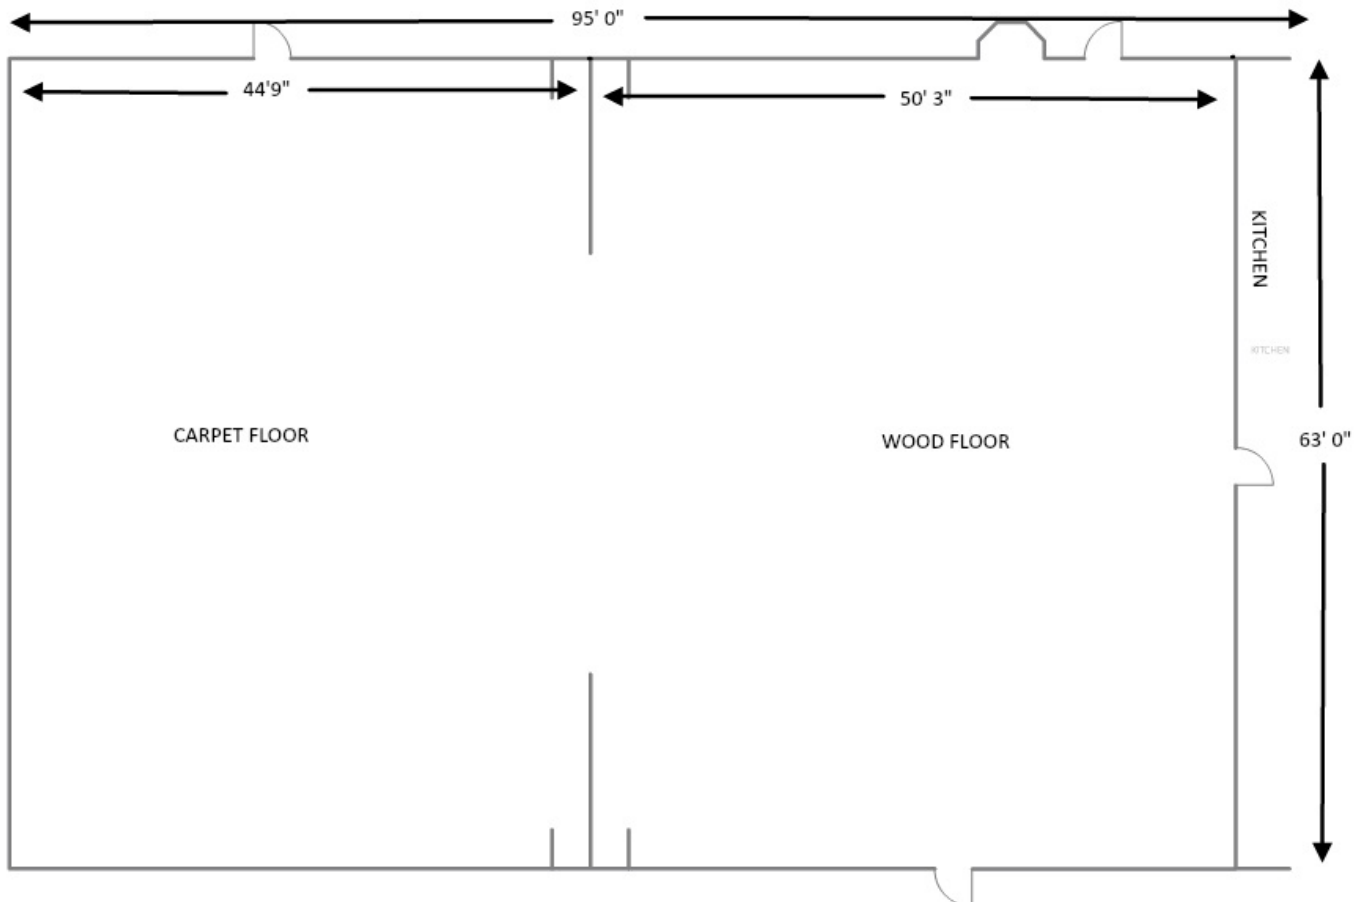 95' 0"
44'9"
50' 3"
KITCHEN
KITCHEN
CARPET FLOOR
WOOD FLOOR
63' 0"